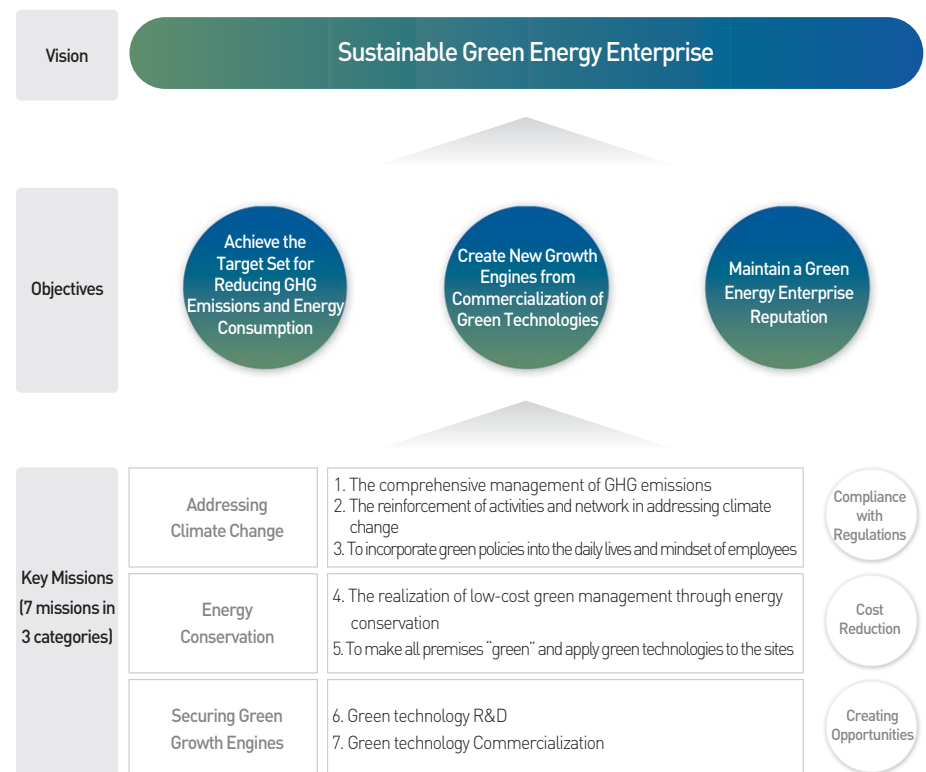 Vision
Sustainable Green Energy Enterprise
Objectives
Achieve the
Target Set for
Reducing GHG
Emissions and Energy
Consumption
Create New Growth
Engines from
Commercialization of
Green Technologies
Maintain a Green
Energy Enterprise
Reputation
Key Missions
(7 missions in
3 categories)
Addressing
Climate Change
1. The comprehensive management of GHG emissions
2. The reinforcement of activities and network in addressing climate
change
3. To incorporate green policies into the daily lives and mindset of employees
Compliance
with
Regulations
Energy
Conservation
4. The realization of low-cost green management through energy
conservation
5. To make all premises “green” and apply green technologies to the sites
Cost
Reduction
Securing Green
Growth Engines
6. Green technology R&D
7. Green technology Commercialization
Creating
Opportunities